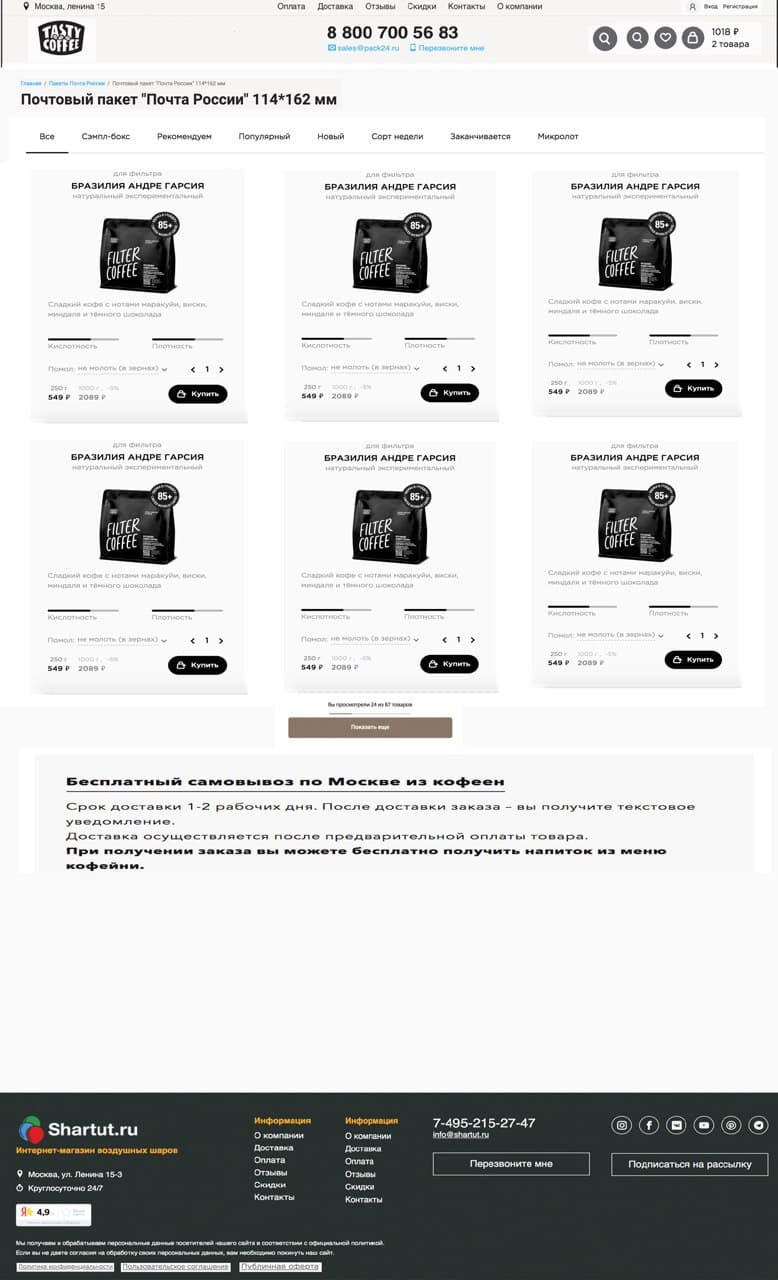 Москва, ленина 15
Оплата Доставка Отзывы Скидки Контакты О компании
Вход Регистрация
TASTY COFFEE
8 800 700 56 83
sales@pack24.ru Перезвоните мне
1018 ₽
2 товара
Главная / Пакеты Почта России / Почтовый пакет "Почта России" 114*162 мм
Почтовый пакет "Почта России" 114*162 мм
Все Сэмпл-бокс Рекомендуем Популярный Новый Сорт недели Заканчивается Микролот
для фильтра для фильтра для фильтра
БРАЗИЛИЯ АНДРЕ ГАРСИЯ БРАЗИЛИЯ АНДРЕ ГАРСИЯ БРАЗИЛИЯ АНДРЕ ГАРСИЯ
натуральный экспериментальный натуральный экспериментальный натуральный экспериментальный
85+ 85+ 85+
FILTER FILTER FILTER
COFFEE COFFEE COFFEE
Сладкий кофе с нотами маракуйи, виски, Сладкий кофе с нотами маракуйи, виски, Сладкий кофе с нотами маракуйи, виски,
миндаля и тёмного шоколада миндаля и тёмного шоколада миндаля и тёмного шоколада
Кислотность Плотность Кислотность Плотность Кислотность Плотность
Помол: не молоть (в зернах) 1 Помол: не молоть (в зернах) 1 Помол: не молоть (в зернах) 1
250 г 1000 г, -5% 250 г 1000 г, -5% 250 г 1000 г, -5%
549 ₽ 2089 ₽ Купить 549 ₽ 2089 ₽ Купить 549 ₽ 2089 ₽ Купить
для фильтра для фильтра для фильтра
БРАЗИЛИЯ АНДРЕ ГАРСИЯ БРАЗИЛИЯ АНДРЕ ГАРСИЯ БРАЗИЛИЯ АНДРЕ ГАРСИЯ
натуральный экспериментальный натуральный экспериментальный натуральный экспериментальный
85+ 85+ 85+
FILTER FILTER FILTER
COFFEE COFFEE COFFEE
Сладкий кофе с нотами маракуйи, виски, Сладкий кофе с нотами маракуйи, виски, Сладкий кофе с нотами маракуйи, виски,
миндаля и тёмного шоколада миндаля и тёмного шоколада миндаля и тёмного шоколада
Кислотность Плотность Кислотность Плотность Кислотность Плотность
Помол: не молоть (в зернах) 1 Помол: не молоть (в зернах) 1 Помол: не молоть (в зернах) 1
250 г 1000 г, -5% 250 г 1000 г, -5% 250 г 1000 г, -5%
549 ₽ 2089 ₽ Купить 549 ₽ 2089 ₽ Купить 549 ₽ 2089 ₽ Купить
Вы просмотрели 24 из 87 товаров
Показать еще
Бесплатный самовывоз по Москве из кофеен
Срок доставки 1-2 рабочих дня. После доставки заказа – вы получите текстовое
уведомление.
Доставка осуществляется после предварительной оплаты товара.
При получении заказа вы можете бесплатно получить напиток из меню
кофейни.
Shartut.ru
Интернет-магазин воздушных шаров
Москва, ул. Ленина 15-3
Круглосуточно 24/7
Я 4,9
Информация
О компании
Доставка
Оплата
Отзывы
Скидки
Контакты
Информация
О компании
Доставка
Оплата
Отзывы
Скидки
Контакты
7-495-215-27-47
info@shartut.ru
Перезвоните мне
Подписаться на рассылку
Мы получаем и обрабатываем персональные данные посетителей нашего сайта в соответствии с официальной политикой.
Если вы не даете согласия на обработку своих персональных данных, вам необходимо покинуть наш сайт.
Политика конфиденциальности Пользовательское соглашение Публичная оферта